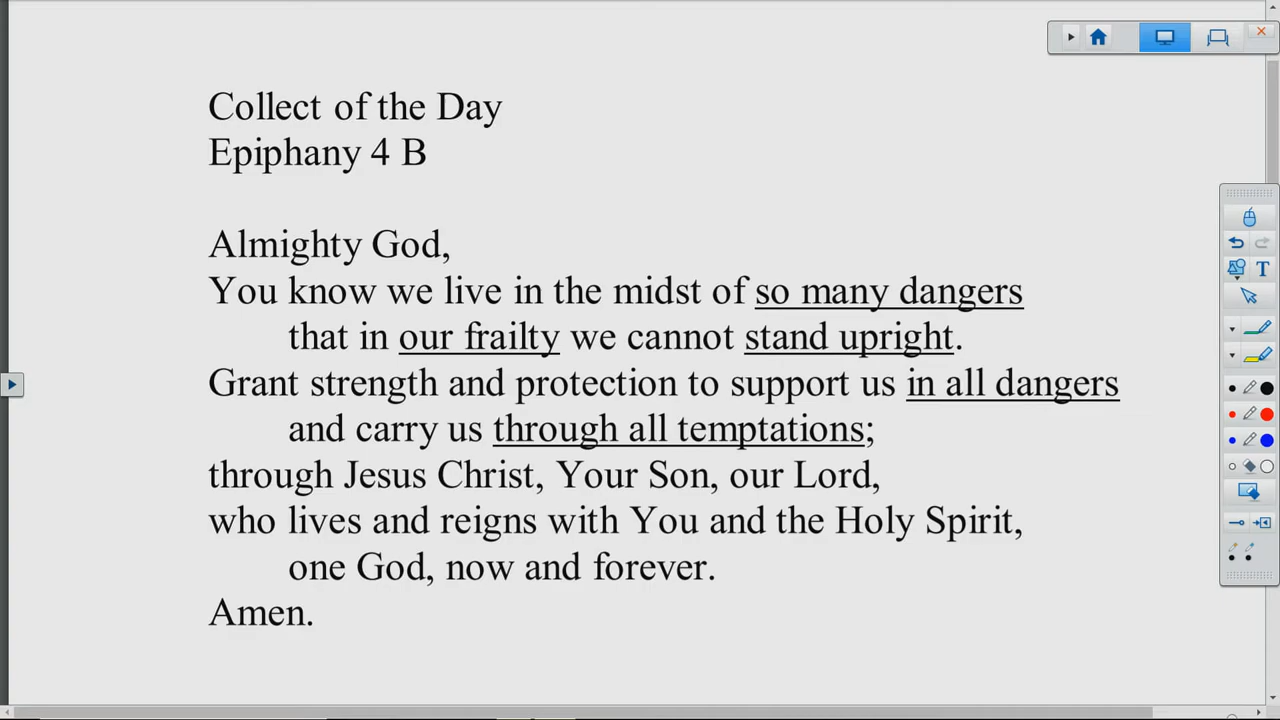 Collect of the Day
Epiphany 4 B
Almighty God,
You know we live in the midst of so many dangers
that in our frailty we cannot stand upright.
Grant strength and protection to support us in all dangers
and carry us through all temptations;
through Jesus Christ, Your Son, our Lord,
who lives and reigns with You and the Holy Spirit,
one God, now and forever.
Amen.